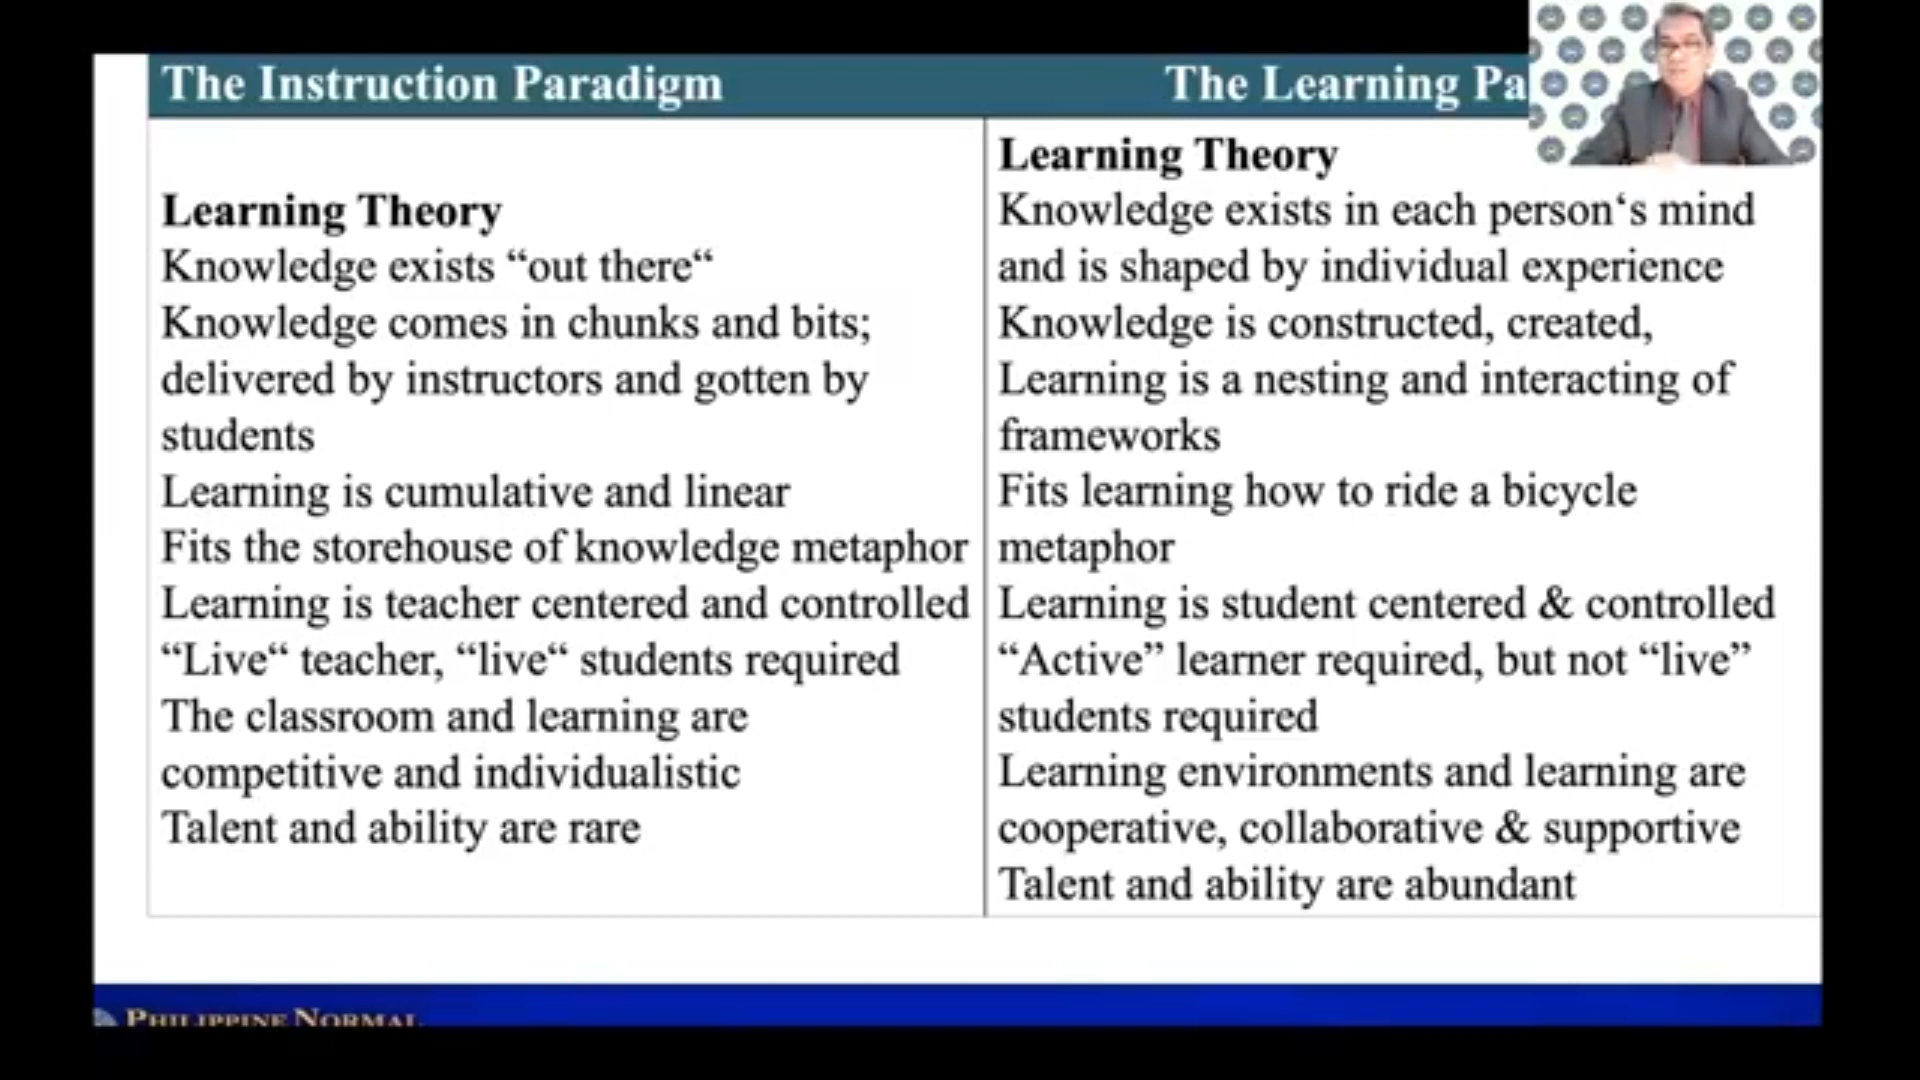 The Instruction Paradigm
The Learning Pa
Learning Theory
Knowledge exists “out there“
Knowledge comes in chunks and bits;
delivered by instructors and gotten by
students
Learning is cumulative and linear
Fits the storehouse of knowledge metaphor
Learning is teacher centered and controlled
“Live“ teacher, “live“ students required
The classroom and learning are
competitive and individualistic
Talent and ability are rare
Learning Theory
Knowledge exists in each person‘s mind
and is shaped by individual experience
Knowledge is constructed, created,
Learning is a nesting and interacting of
frameworks
Fits learning how to ride a bicycle
metaphor
Learning is student centered & controlled
“Active” learner required, but not “live”
students required
Learning environments and learning are
cooperative, collaborative & supportive
Talent and ability are abundant
PHILIPPINE NORMAL